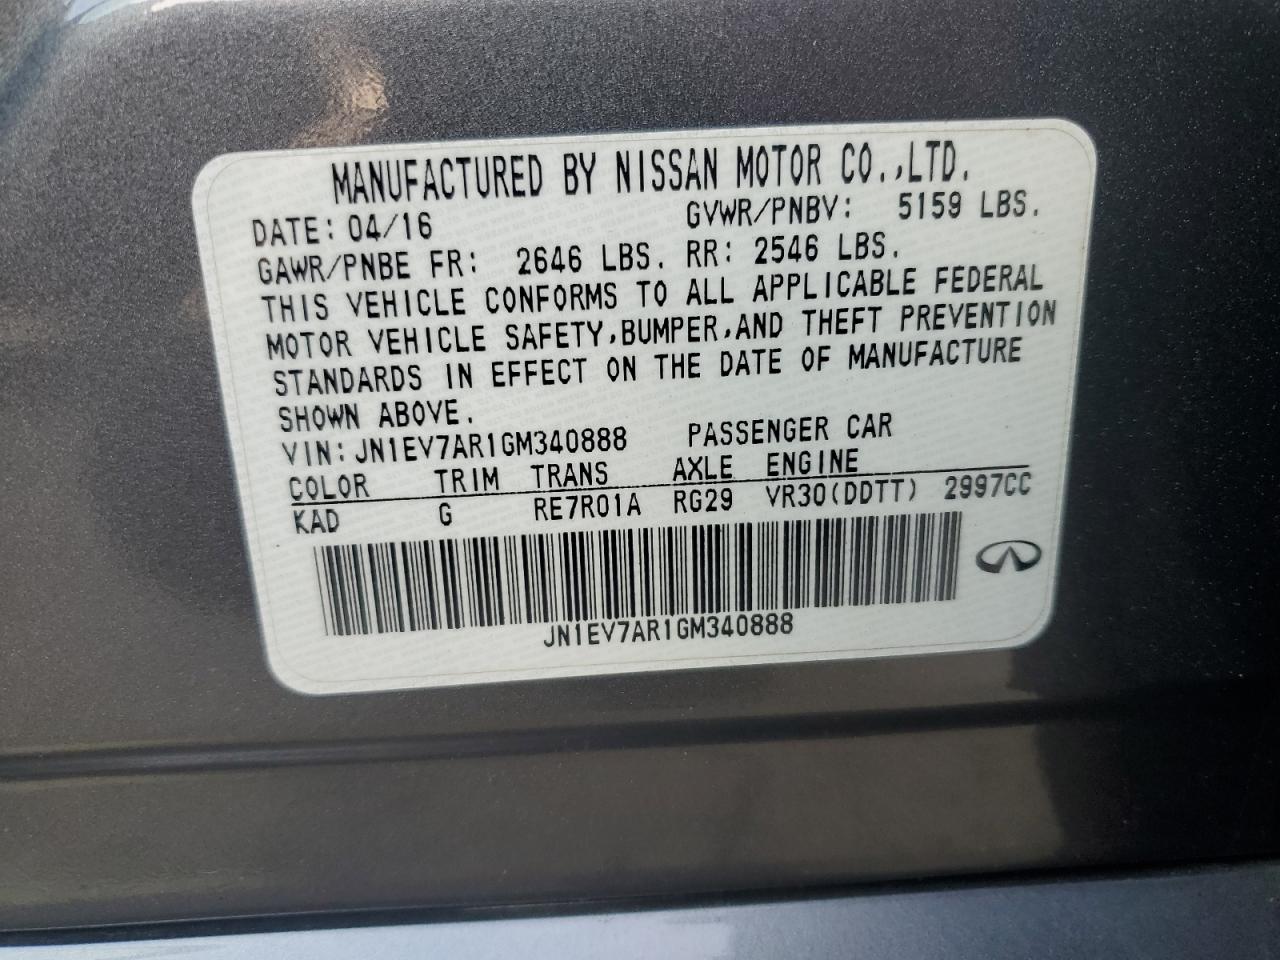 MANUFACTURED BY NISSAN MOTOR CO.,LTD.
DATE: 04/16 GVWR/PNBV: 5159 LBS.
GAWR/PNBE FR: 2646 LBS. RR: 2546 LBS.
THIS VEHICLE CONFORMS TO ALL APPLICABLE FEDERAL
MOTOR VEHICLE SAFETY,BUMPER,AND THEFT PREVENTION
STANDARDS IN EFFECT ON THE DATE OF MANUFACTURE
SHOWN ABOVE.
VIN:JN1EV7AR1GM340888 PASSENGER CAR
COLOR TRIM TRANS AXLE ENGINE
KAD G RE7R01A RG29 VR30(DDTT) 2997CC
JN1EV7AR1GM340888